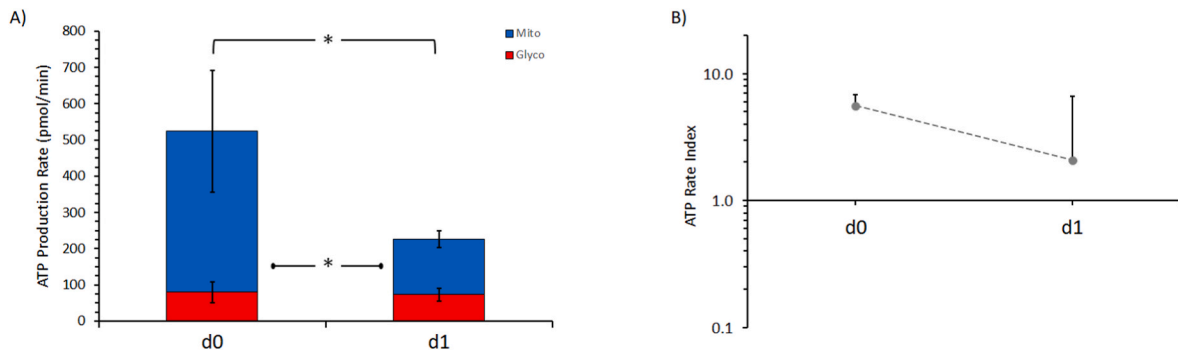 A)
ATP Production Rate (pmol/min)
800
700
600
500
400
300
200
100
0
*
*
Mito
Glyco
d0
d1
B)
ATP Rate Index
10.0
1.0
0.1
d0
d1